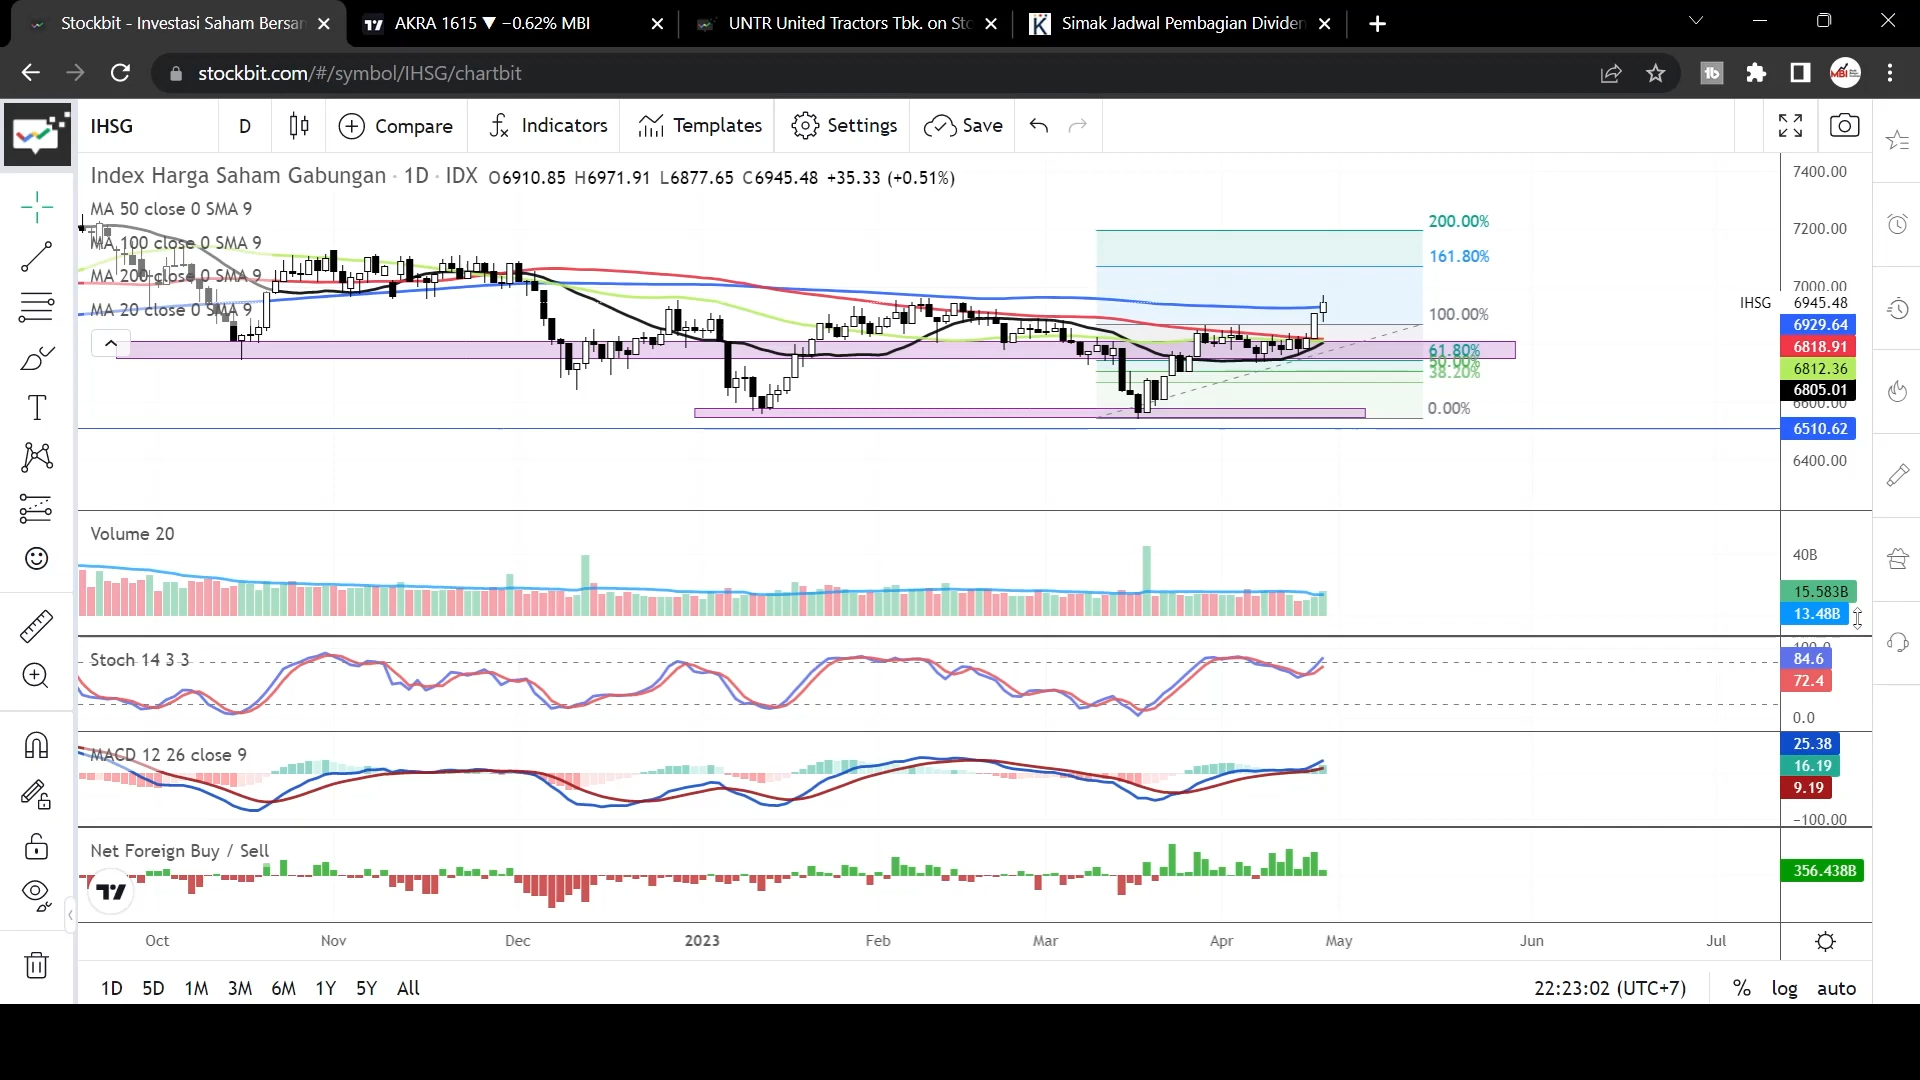 Stockbit - Investasi Saham Bersar
AKRA 1615 ▼ −0.62% MBI
UNTR United Tractors Tbk. on Sto
Simak Jadwal Pembagian Dividen
stockbit.com/#/symbol/IHSG/chartbit
IHSG
D
Compare
Indicators
Templates
Settings
Save
Index Harga Saham Gabungan · 1D · IDX O6910.85 H6971.91 L6877.65 C6945.48 +35.33 (+0.51%)
MA 50 close 0 SMA 9
MA 100 close 0 SMA 9
MA 200 close 0 SMA 9
MA 20 close 0 SMA 9
200.00%
161.80%
100.00%
61.80%
50.00%
38.20%
0.00%
7400.00
7200.00
7000.00
IHSG 6945.48
6929.64
6818.91
6812.36
6805.01
6600.00
6510.62
6400.00
Volume 20
40B
15.583B
13.48B
Stoch 14 3 3
100.0
84.6
72.4
0.0
MACD 12 26 close 9
25.38
16.19
9.19
−100.00
Net Foreign Buy / Sell
356.438B
Oct Nov Dec 2023 Feb Mar Apr May Jun Jul
1D 5D 1M 3M 6M 1Y 5Y All
22:23:02 (UTC+7) % log auto